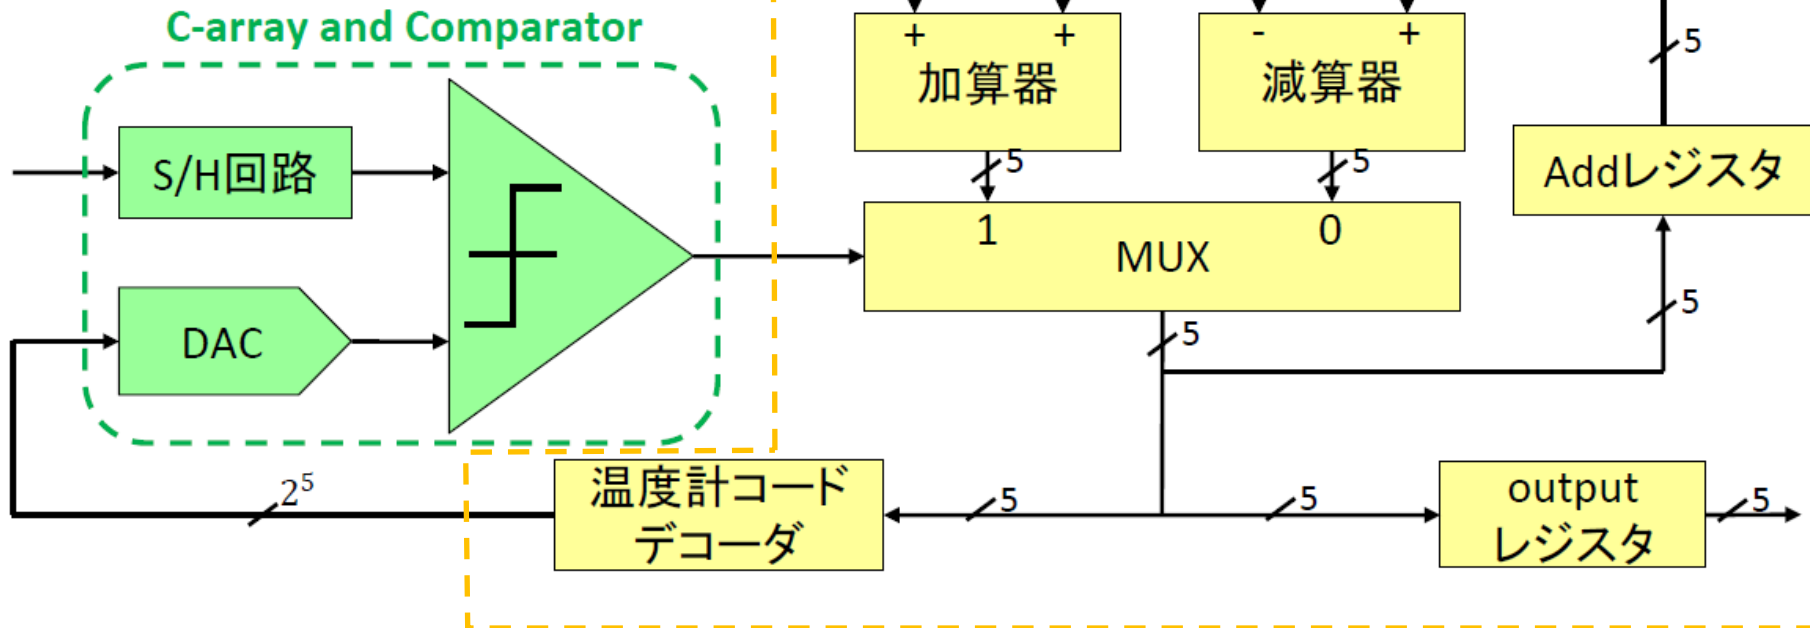 C-array and Comparator
+ +
加算器
- +
減算器
5
S/H回路
5
5
Addレジスタ
1 0
MUX
DAC
5
5
2⁵
温度計コード
デコーダ
5
5
output
レジスタ
5